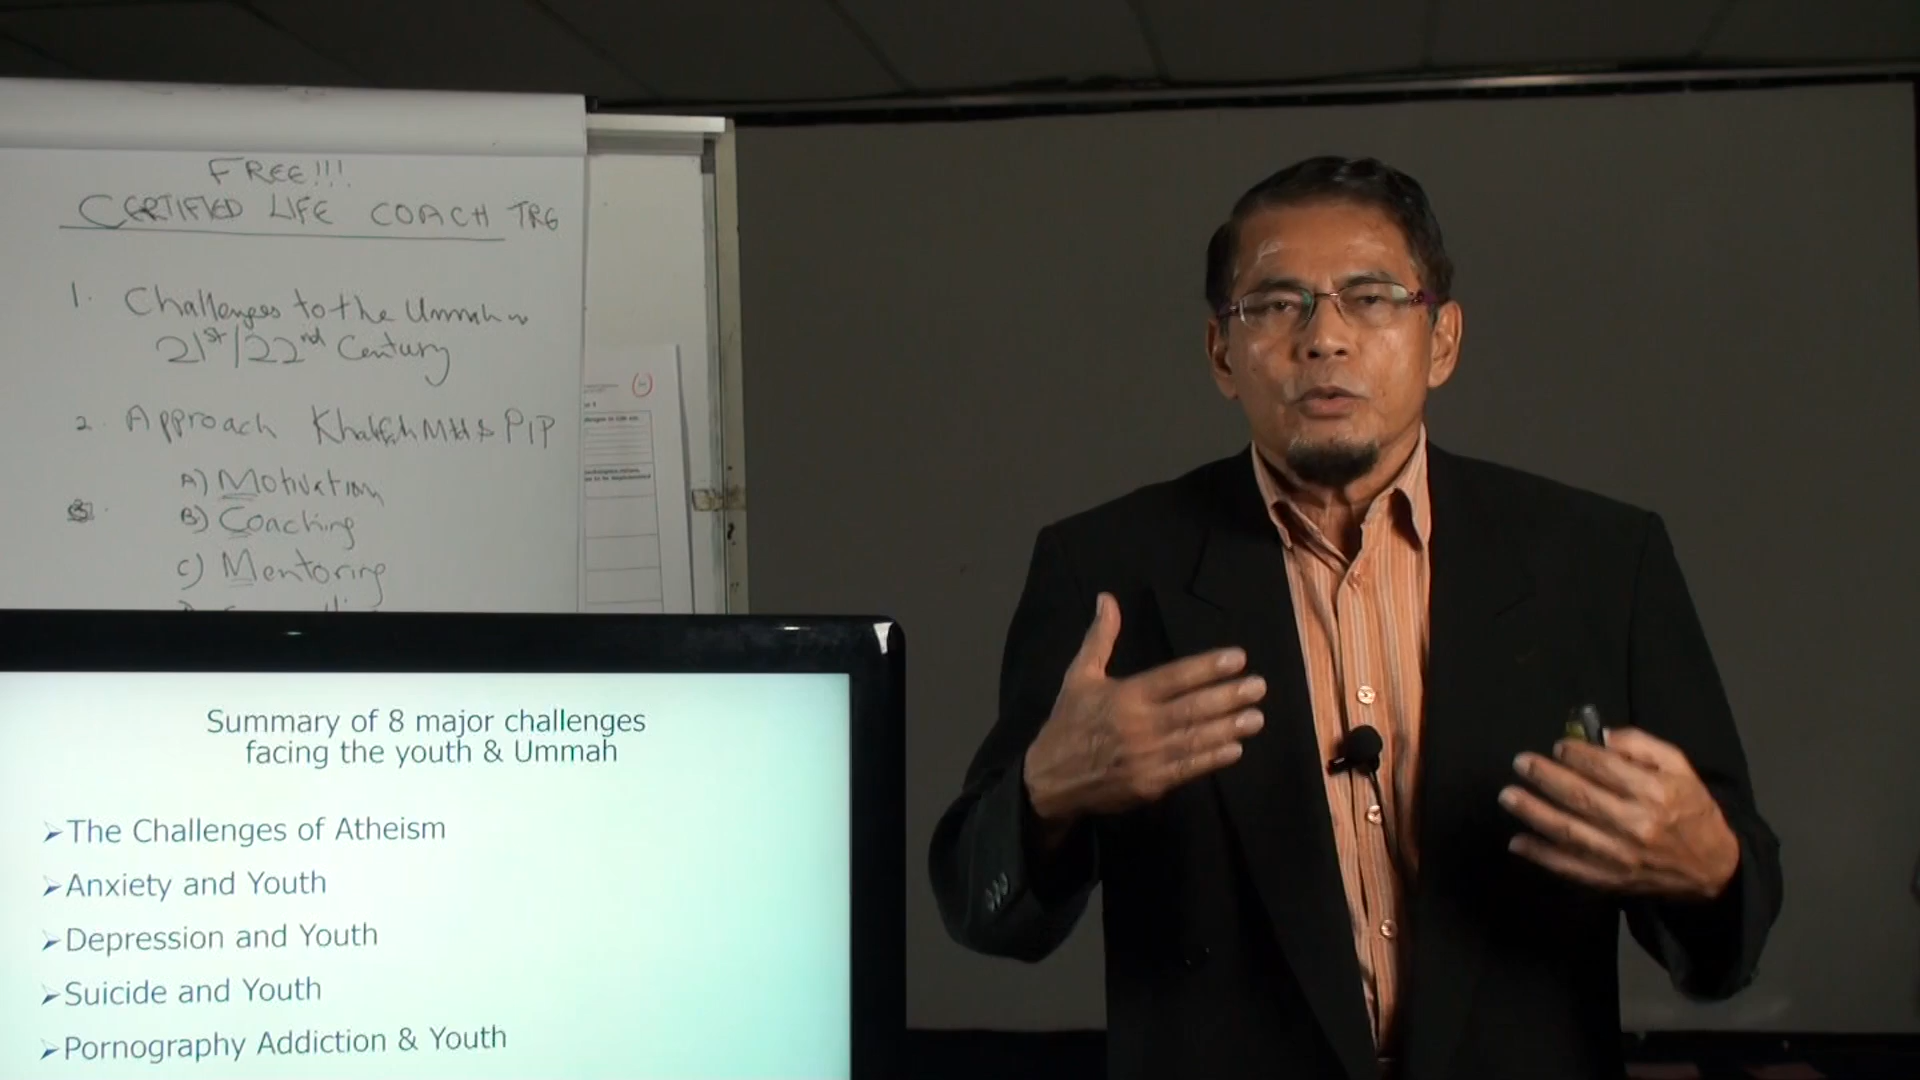 FREE!!!
CERTIFIED LIFE COACH TRG
1. Challenges to the Ummah
21st/22nd Century
2. Approach PIP
A) Motivation
B) Coaching
C) Mentoring
Summary of 8 major challenges
facing the youth & Ummah
➢The Challenges of Atheism
➢Anxiety and Youth
➢Depression and Youth
➢Suicide and Youth
➢Pornography Addiction & Youth